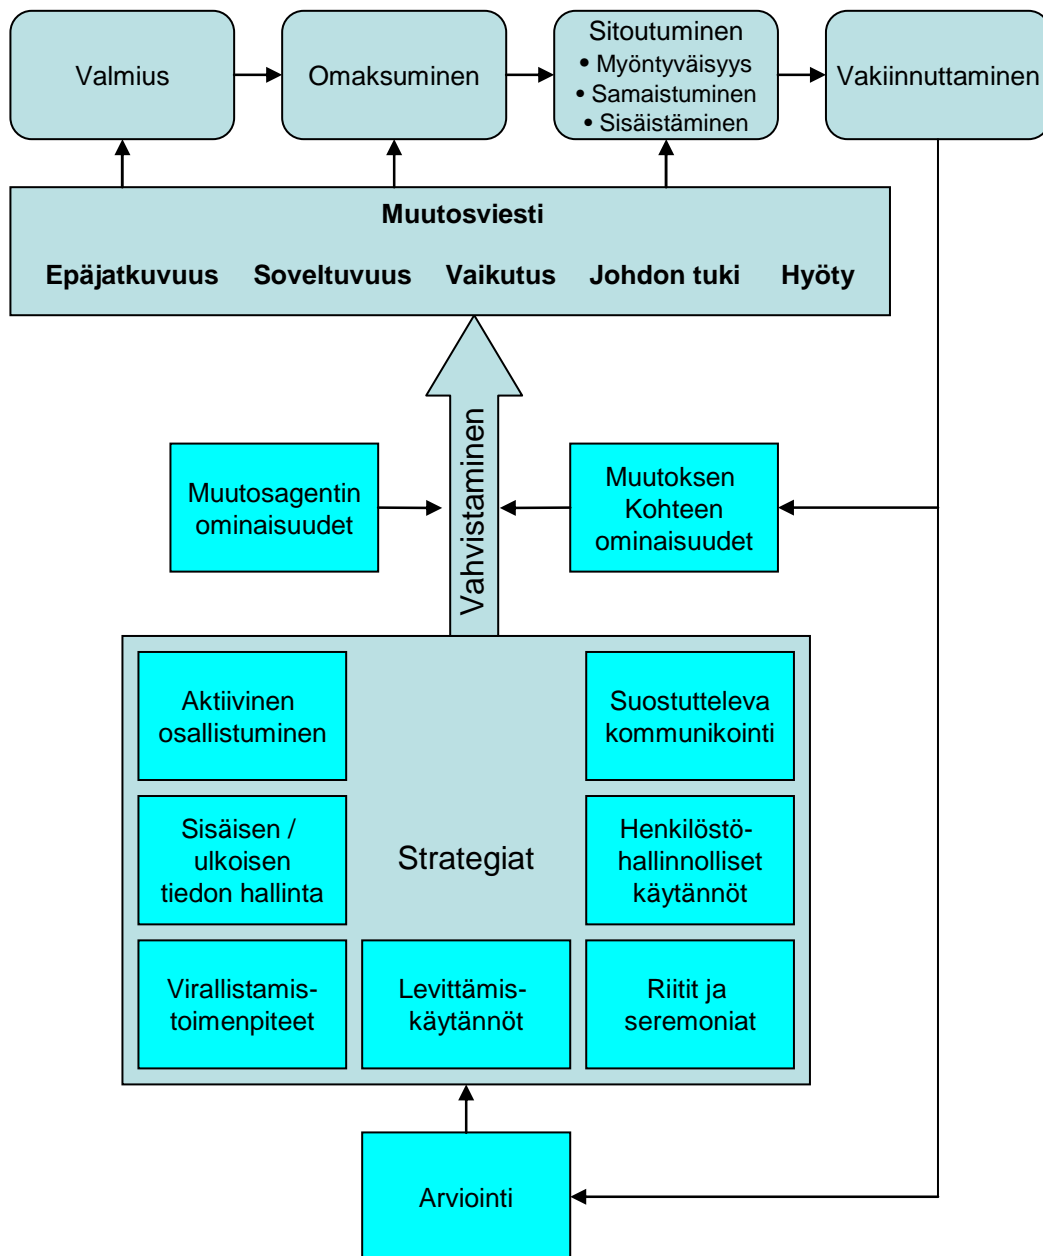 Valmius
Omaksuminen
Sitoutuminen
• Myöntyväisyys
• Samaistuminen
• Sisäistäminen
Vakiinnuttaminen
Muutosviesti
Epäjatkuvuus Soveltuvuus Vaikutus Johdon tuki Hyöty
Vahvistaminen
Muutosagentin
ominaisuudet
Muutoksen
Kohteen
ominaisuudet
Aktiivinen
osallistuminen
Suostutteleva
kommunikointi
Sisäisen /
ulkoisen
tiedon hallinta
Strategiat
Henkilöstö-
hallinnolliset
käytännöt
Virallistamis-
toimenpiteet
Levittämis-
käytännöt
Riitit ja
seremoniat
Arviointi